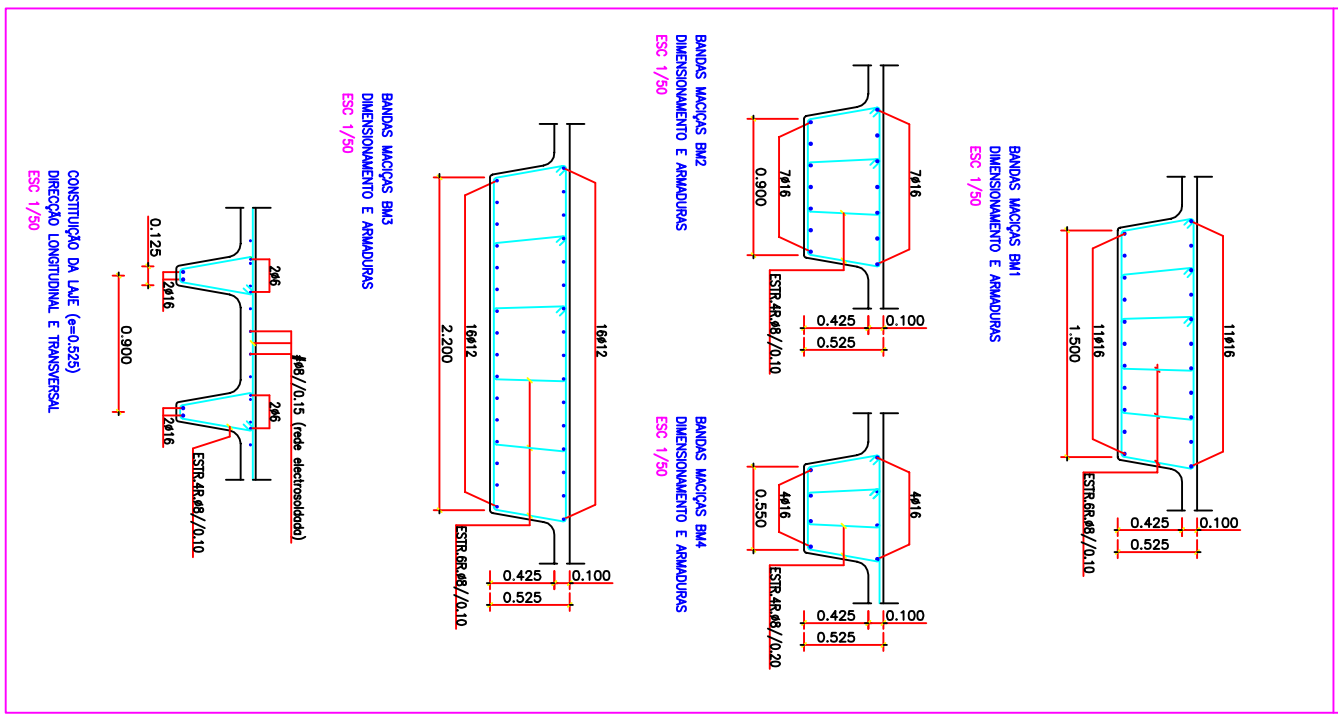 BANDAS MACIÇAS BM1
DIMENSIONAMENTO E ARMADURAS
ESC 1/50
11ø16
11ø16
1.500
ESTR.6R.ø8//0.10
0.425
0.100
0.525
BANDAS MACIÇAS BM2
DIMENSIONAMENTO E ARMADURAS
ESC 1/50
7ø16
7ø16
0.900
ESTR.4R.ø8//0.10
0.425
0.100
0.525
BANDAS MACIÇAS BM4
DIMENSIONAMENTO E ARMADURAS
ESC 1/50
4ø16
4ø16
0.550
ESTR.4R.ø8//0.20
0.425
0.100
0.525
BANDAS MACIÇAS BM3
DIMENSIONAMENTO E ARMADURAS
ESC 1/50
16ø12
16ø12
2.200
ESTR.6R.ø8//0.10
0.425
0.100
0.525
CONSTITUIÇÃO DA LAJE (e=0.525)
DIRECÇÃO LONGITUDINAL E TRANSVERSAL
ESC 1/50
0.125
2ø16
2ø6
0.900
#ø8//0.15 (rede electrosoldada)
2ø6
2ø16
ESTR.4R.ø8//0.10